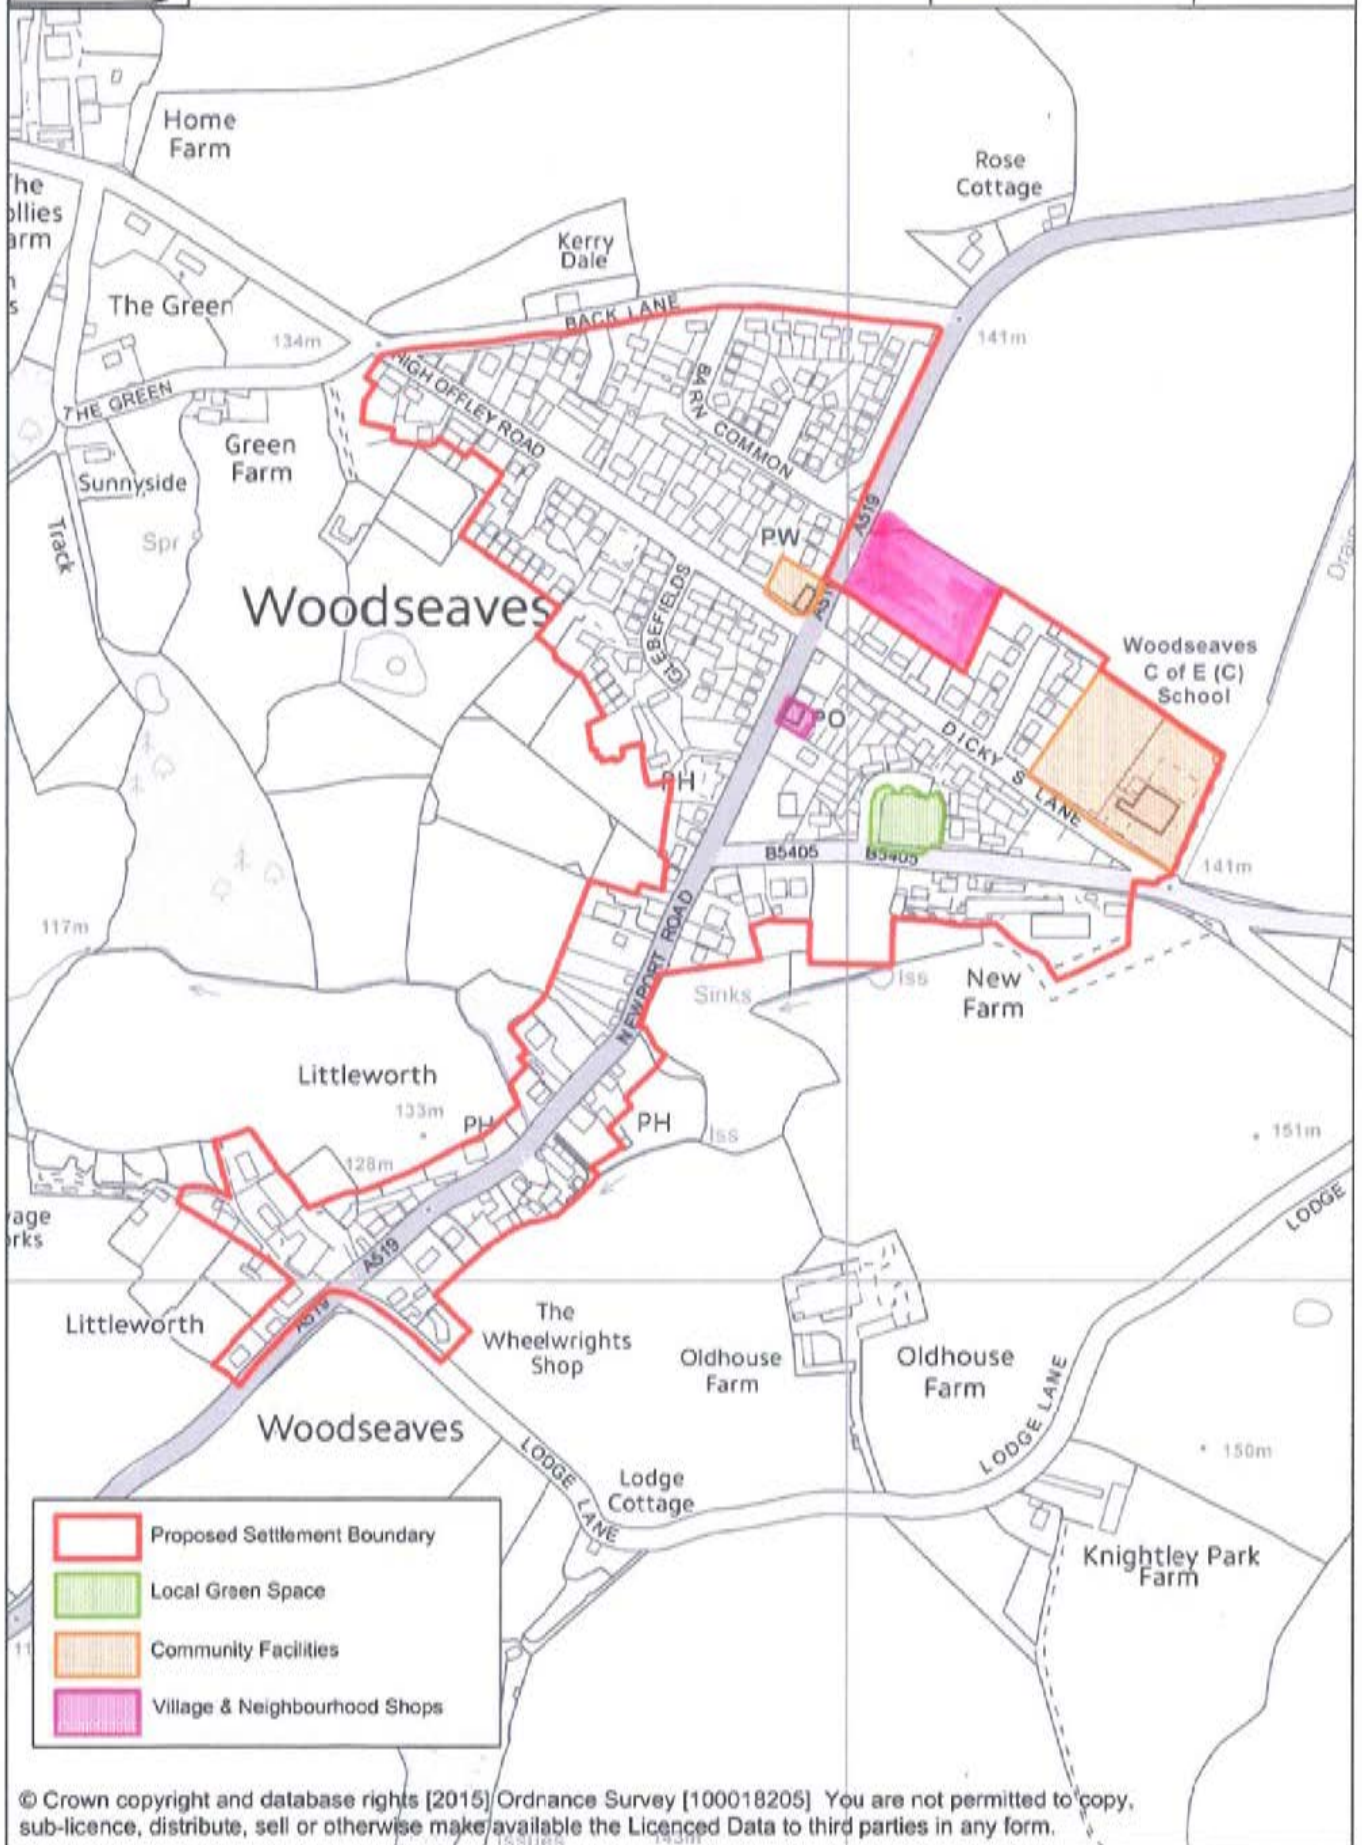 Home
Farm
Rose
Cottage
Kerry
Dale
The Green
BACK LANE
134m
141m
HIGH OFFLEY ROAD
BARN
COMMON
THE GREEN
Green
Farm
Sunnyside
Track
Spr
A519
PW
Drain
Woodseaves
GLEBEFIELDS
Woodseaves
C of E (C)
School
PO
DICKY S LANE
PH
B5405
B5405
141m
117m
NEWPORT ROAD
Sinks
Iss
New
Farm
Littleworth
133m
PH
PH
Iss
151m
128m
LODGE
A519
Littleworth
A519
The
Wheelwrights
Shop
Oldhouse
Farm
Oldhouse
Farm
Woodseaves
LODGE LANE
LODGE LANE
150m
Lodge
Cottage
Knightley Park
Farm
Proposed Settlement Boundary
Local Green Space
Community Facilities
Village & Neighbourhood Shops
© Crown copyright and database rights [2015] Ordnance Survey [100018205] You are not permitted to copy,
sub-licence, distribute, sell or otherwise make available the Licenced Data to third parties in any form.